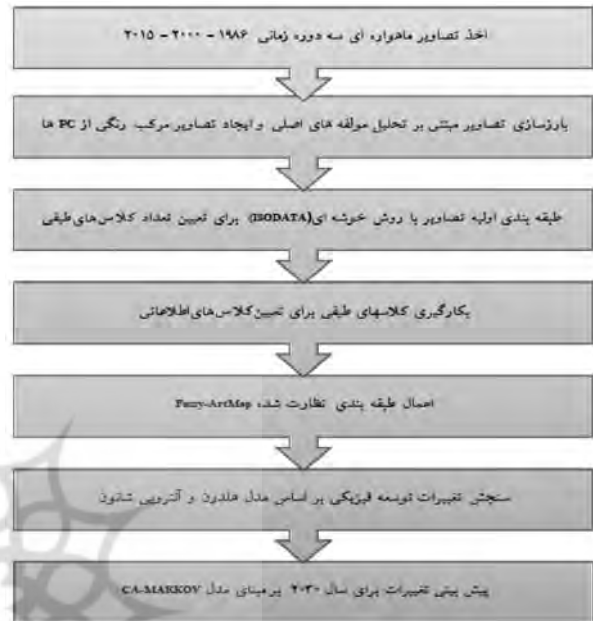 اخذ تصاویر ماهواره ای سه دوره زمانی ۱۹۸۶ - ۲۰۰۰ - ۲۰۱۵
بارزسازی تصاویر مبتنی بر تحلیل مولفه های اصلی و ایجاد تصاویر مرکب رنگی از PC ها
طبقه بندی اولیه تصاویر با روش خوشه ای(ISODATA) برای تعیین تعداد کلاس‌های طیفی
بکارگیری کلاسهای طیفی برای تعیین کلاس‌های اطلاعاتی
اعمال طبقه بندی نظارت شده Fuzzy-ArtMap
سنجش تغییرات توسعه فیزیکی بر اساس مدل هلدرن و آنتروپی شانون
پیش بینی تغییرات برای سال ۲۰۳۰ بر مبنای مدل CA-MARKOV